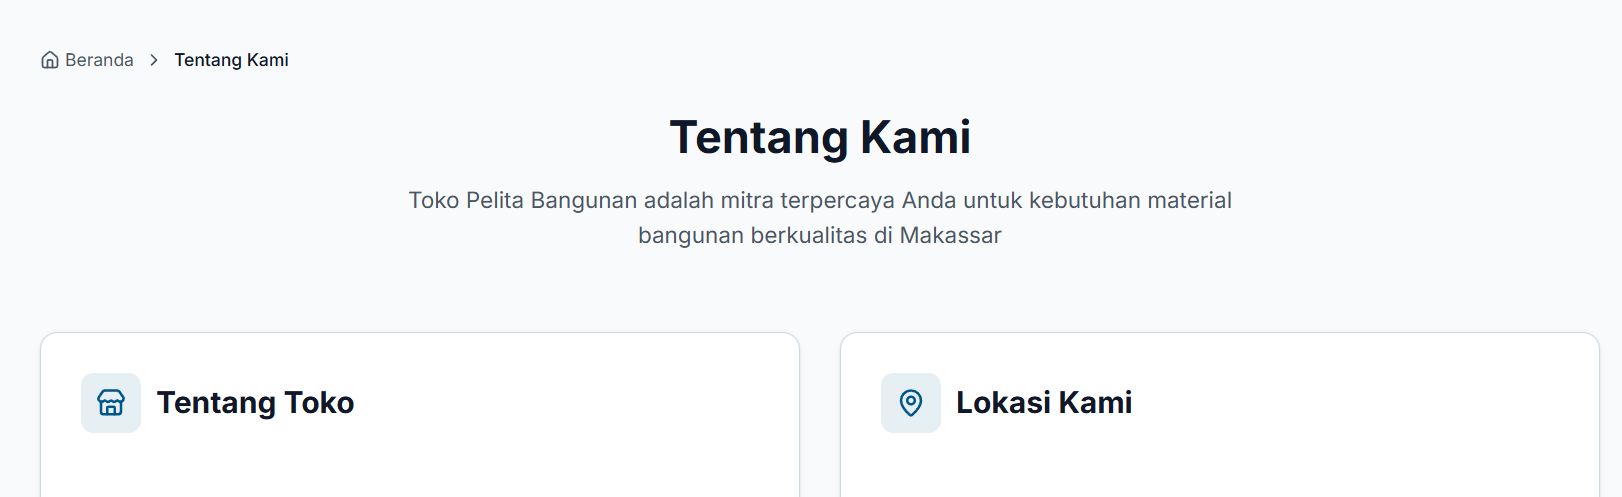 Beranda > Tentang Kami
Tentang Kami
Toko Pelita Bangunan adalah mitra terpercaya Anda untuk kebutuhan material
bangunan berkualitas di Makassar
Tentang Toko
Lokasi Kami